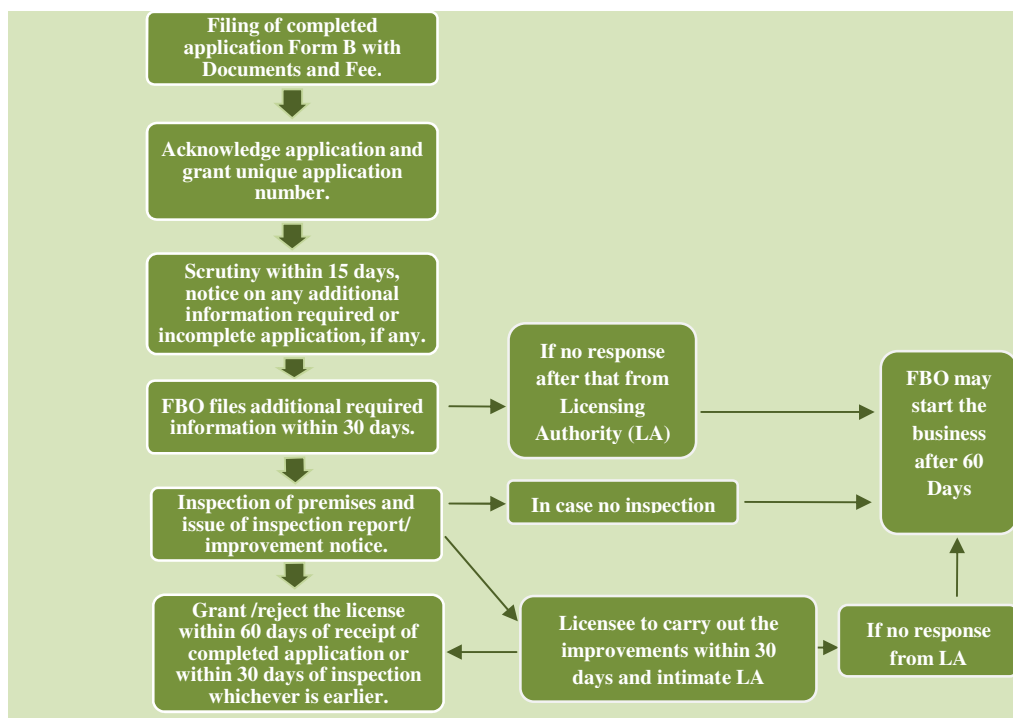 Filing of completed
application Form B with
Documents and Fee.
Acknowledge application and
grant unique application
number.
Scrutiny within 15 days,
notice on any additional
information required or
incomplete application, if any.
FBO files additional required
information within 30 days.
If no response
after that from
Licensing
Authority (LA)
FBO may
start the
business
after 60
Days
Inspection of premises and
issue of inspection report/
improvement notice.
In case no inspection
Grant /reject the license
within 60 days of receipt of
completed application or
within 30 days of inspection
whichever is earlier.
Licensee to carry out the
improvements within 30
days and intimate LA
If no response
from LA